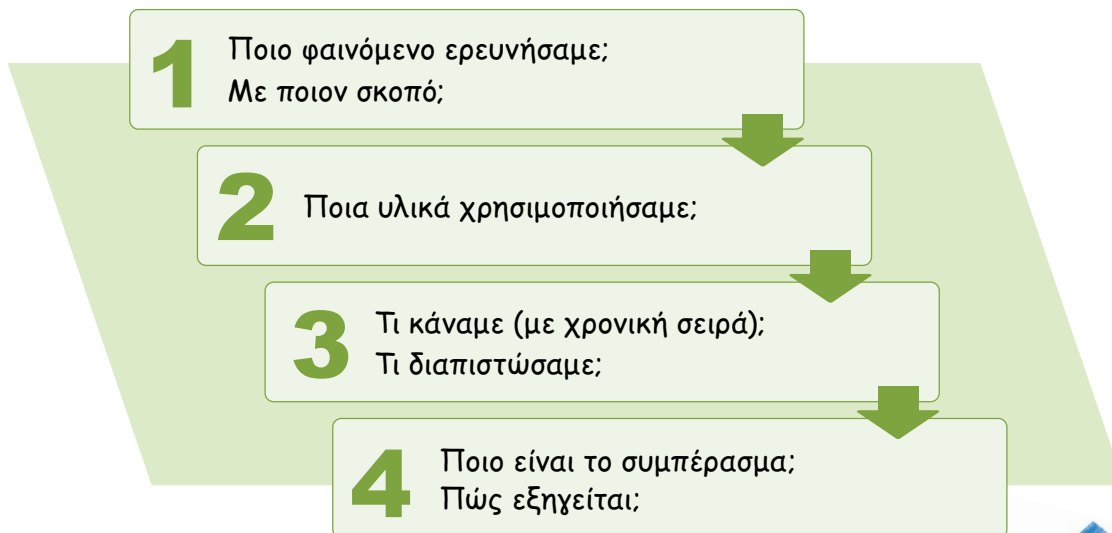 1
Ποιο φαινόμενο ερευνήσαμε;
Με ποιον σκοπό;
2
Ποια υλικά χρησιμοποιήσαμε;
3
Τι κάναμε (με χρονική σειρά);
Τι διαπιστώσαμε;
4
Ποιο είναι το συμπέρασμα;
Πώς εξηγείται;